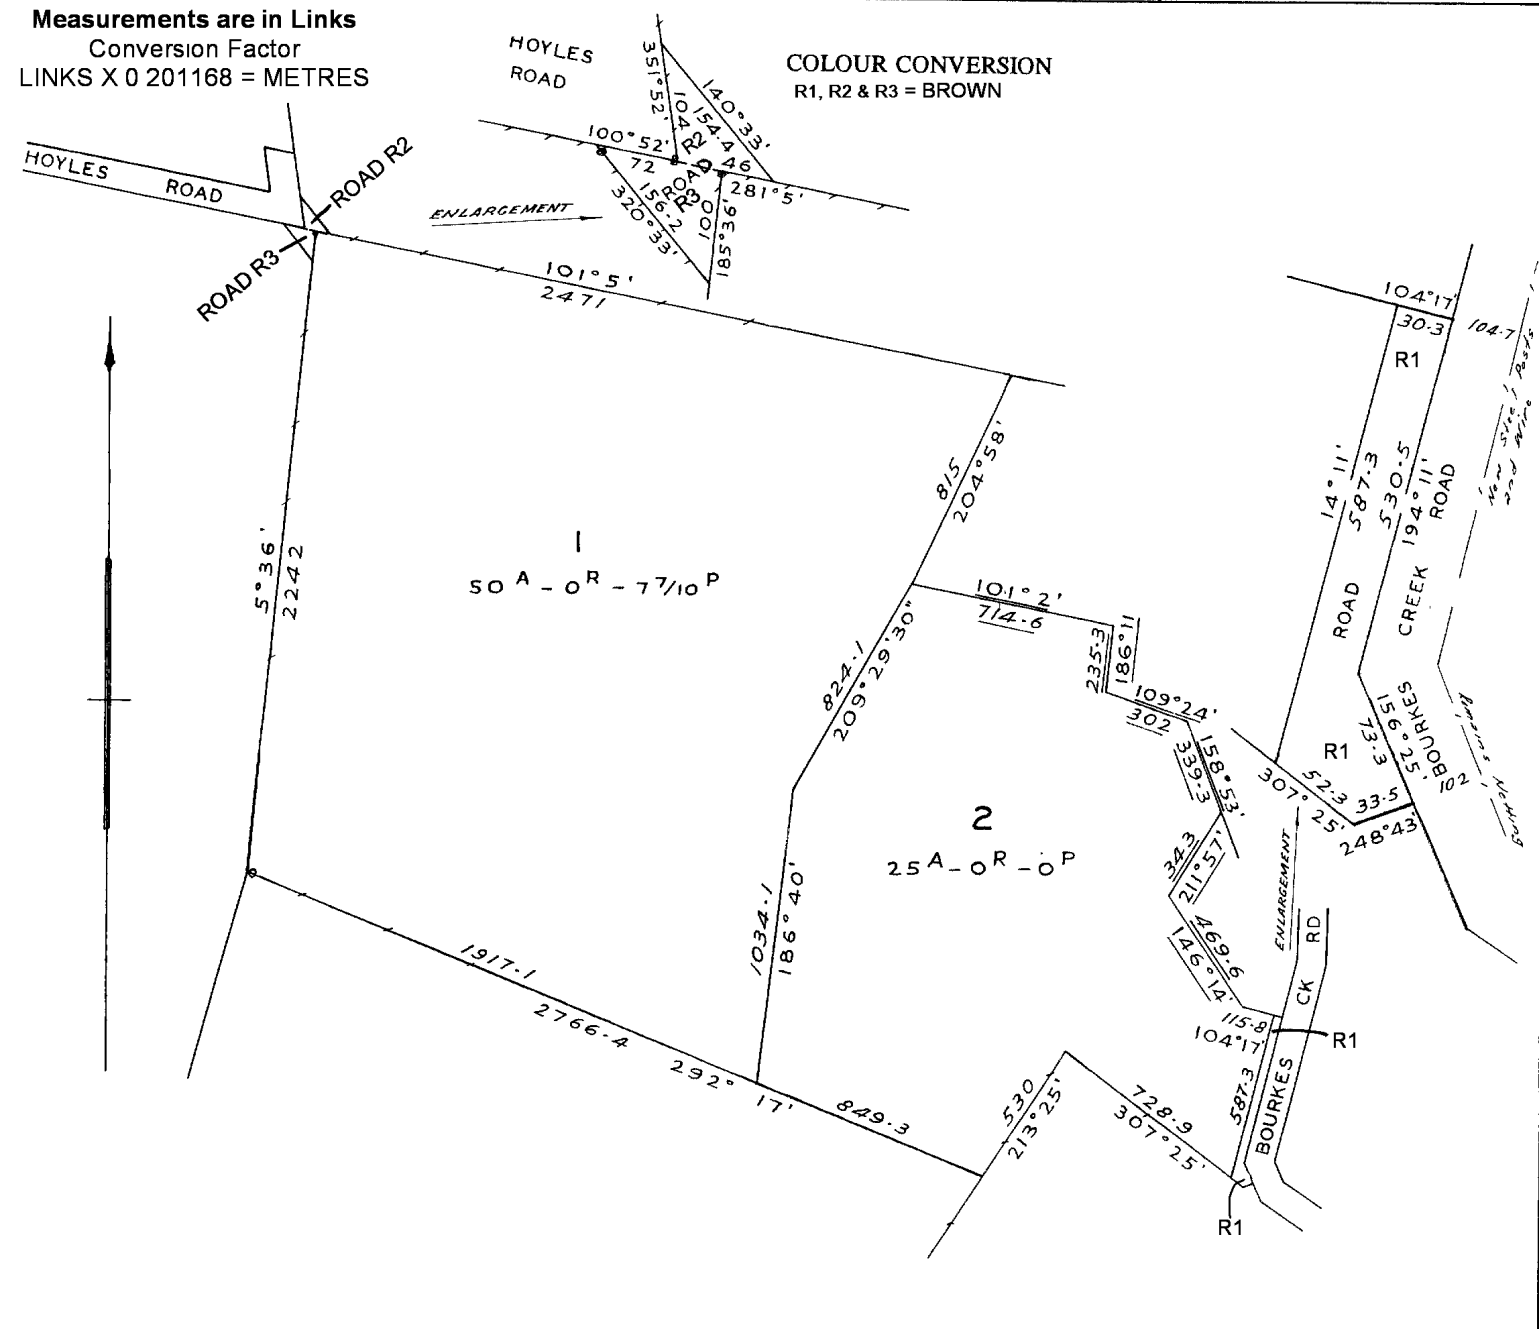 Measurements are in Links
Conversion Factor
LINKS X 0 201168 = METRES
HOYLES
ROAD
COLOUR CONVERSION
R1, R2 & R3 = BROWN
351°52'
104
140°33'
154.4
R2
100°52'
72
ROAD
46
R3
281°5'
156.2
320°33'
100
185°36'
ENLARGEMENT
HOYLES ROAD
ROAD R2
ROAD R3
101°5'
2471
5°36'
2242
1
50 A - 0 R - 7 7/10 P
815
204°58'
824.1
209°29'30"
1034.1
186°40'
101°2'
714.6
235.3
186°11
109°24'
302
158°53'
339.3
343
211°57'
469.6
146°14'
115.8
104°17'
2
25 A - 0 R - 0 P
1917.1
2766.4
292° 17'
849.3
530
213°25'
728.9
307°25'
587.3
R1
R1
BOURKES CK RD
ENLARGEMENT
104°17'
30.3
104.7
R1
14°11'
587.3
530.5
194°11'
ROAD
ROAD
CREEK
BOURKES
156°25'
73.3
102
R1
52.3
307° 25'
33.5
248°43'
New Steel Posts
and Wire
Netting